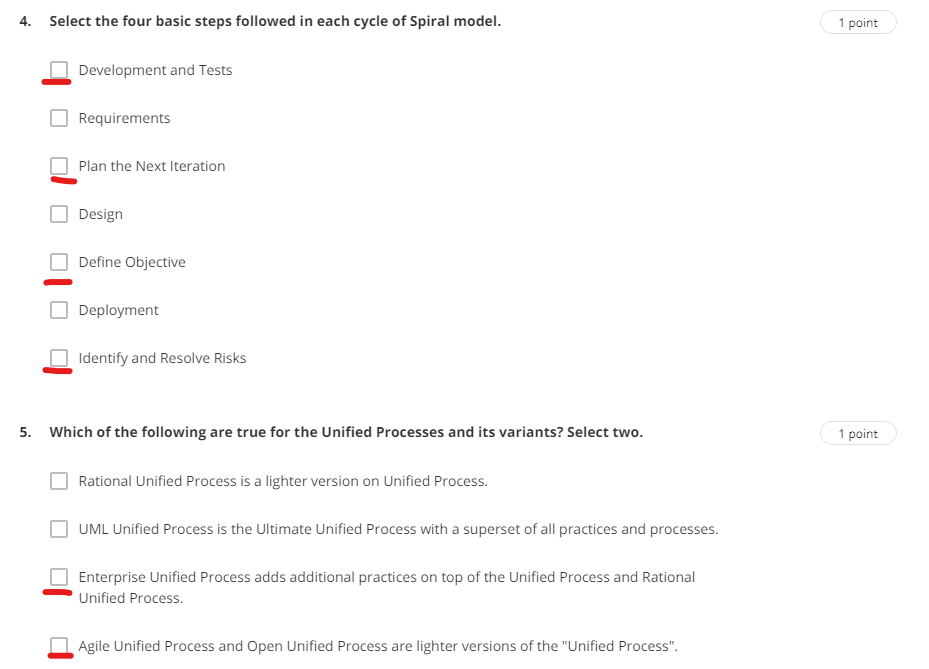 4. Select the four basic steps followed in each cycle of Spiral model.
1 point
Development and Tests
Requirements
Plan the Next Iteration
Design
Define Objective
Deployment
Identify and Resolve Risks
5. Which of the following are true for the Unified Processes and its variants? Select two.
1 point
Rational Unified Process is a lighter version on Unified Process.
UML Unified Process is the Ultimate Unified Process with a superset of all practices and processes.
Enterprise Unified Process adds additional practices on top of the Unified Process and Rational
Unified Process.
Agile Unified Process and Open Unified Process are lighter versions of the "Unified Process".